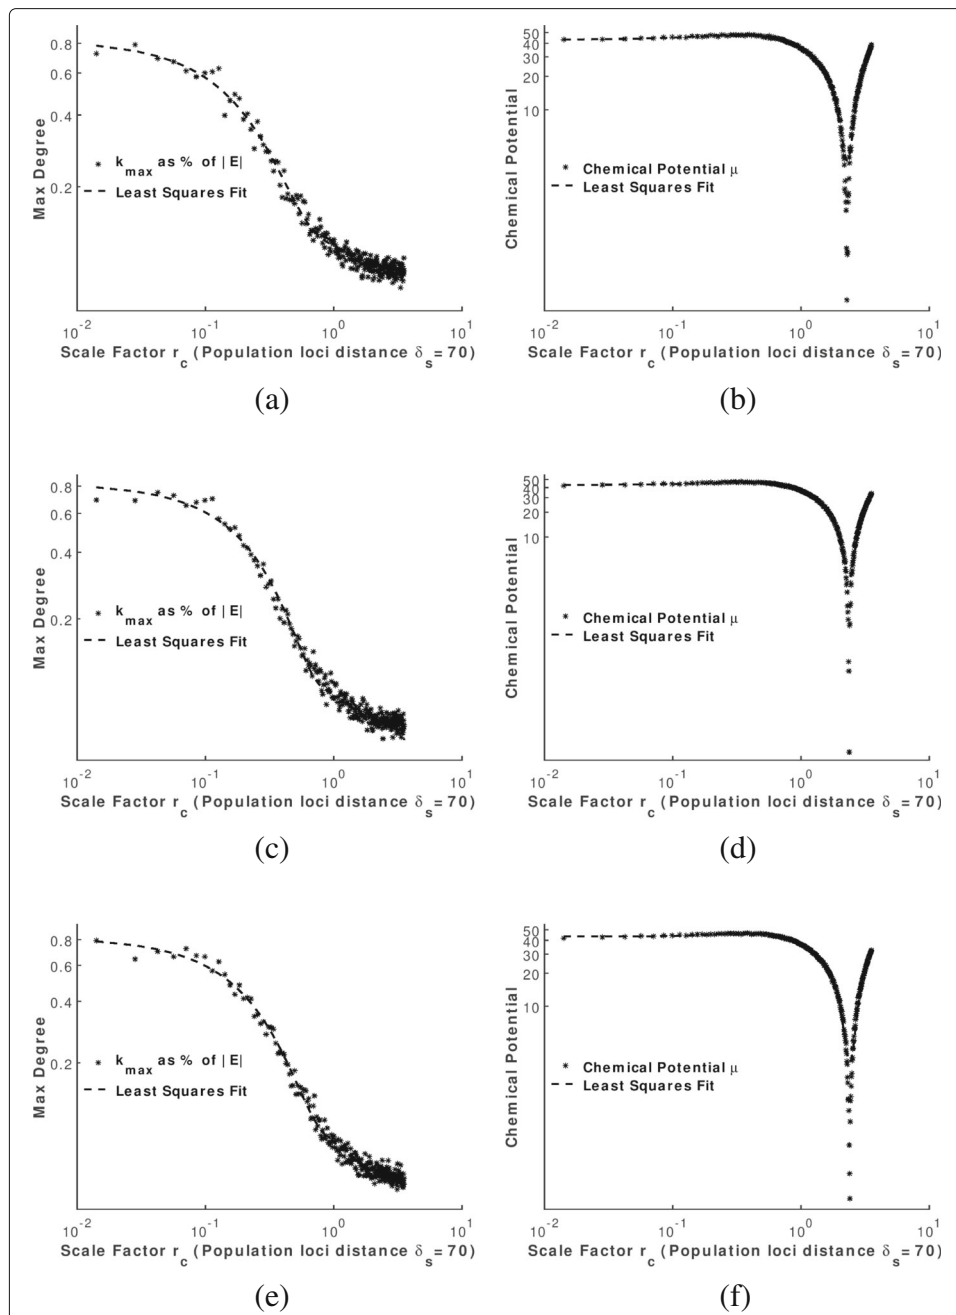 0.8
0.6
0.4
0.2
Max Degree
k_max as % of |E|
Least Squares Fit
10^-2 10^-1 10^0 10^1
Scale Factor r_c (Population loci distance δ_s=70)
(a)
50
40
30
10
Chemical Potential
Chemical Potential μ
Least Squares Fit
10^-2 10^-1 10^0 10^1
Scale Factor r_c (Population loci distance δ_s=70)
(b)
0.8
0.6
0.4
0.2
Max Degree
k_max as % of |E|
Least Squares Fit
10^-2 10^-1 10^0 10^1
Scale Factor r_c (Population loci distance δ_s=70)
(c)
50
40
20
10
Chemical Potential
Chemical Potential μ
Least Squares Fit
10^-2 10^-1 10^0 10^1
Scale Factor r_c (Population loci distance δ_s=70)
(d)
0.8
0.6
0.4
0.2
Max Degree
k_max as % of |E|
Least Squares Fit
10^-2 10^-1 10^0 10^1
Scale Factor r_c (Population loci distance δ_s=70)
(e)
50
40
20
10
Chemical Potential
Chemical Potential μ
Least Squares Fit
10^-2 10^-1 10^0 10^1
Scale Factor r_c (Population loci distance δ_s=70)
(f)